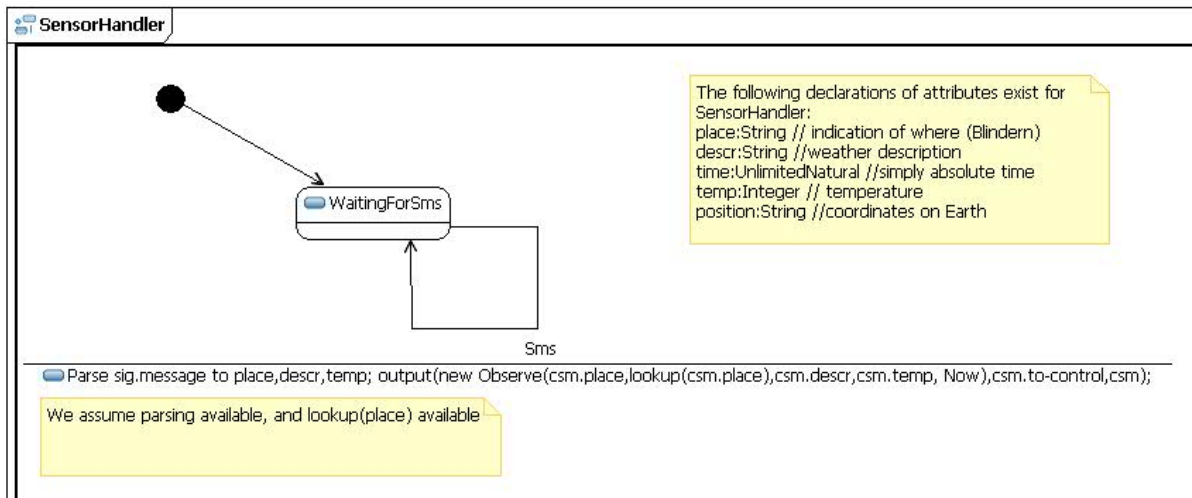 SensorHandler
The following declarations of attributes exist for
SensorHandler:
place:String // indication of where (Blindern)
descr:String //weather description
time:UnlimitedNatural //simply absolute time
temp:Integer // temperature
position:String //coordinates on Earth
WaitingForSms
Sms
Parse sig.message to place,descr,temp; output(new Observe(csm.place,lookup(csm.place),csm.descr,csm.temp, Now),csm.to-control,csm);
We assume parsing available, and lookup(place) available